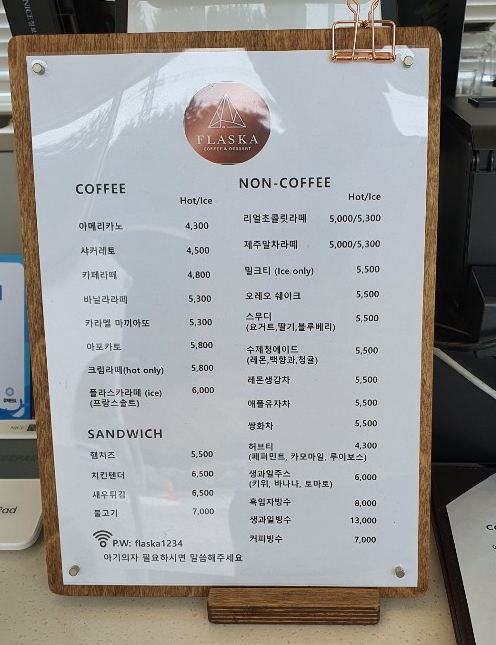 FLASKA
COFFEE & DESSERT
COFFEE
Hot/Ice
아메리카노 4,300
샤커레토 4,500
카페라떼 4,800
바닐라라떼 5,300
카라멜 마끼아또 5,300
아포카토 5,800
크림라떼(hot only) 5,800
플라스카라떼 (ice) 6,000
(프랑스솔트)
SANDWICH
햄치즈 5,500
치킨텐더 6,500
새우튀김 6,500
불고기 7,000
P.W: flaska1234
아기의자 필요하시면 말씀해주세요
NON-COFFEE
Hot/Ice
리얼초콜릿라떼 5,000/5,300
제주말차라떼 5,000/5,300
밀크티 (Ice only) 5,500
오레오 쉐이크 5,500
스무디 5,500
(요거트,딸기,블루베리)
수제청에이드 5,500
(레몬,백향과,청귤)
레몬생강차 5,500
애플유자차 5,500
쌍화차 5,500
허브티 4,300
(페퍼민트, 카모마일, 루이보스)
생과일주스 6,000
(키위, 바나나, 토마토)
흑임자빙수 8,000
생과일빙수 13,000
커피빙수 7,000
Pad